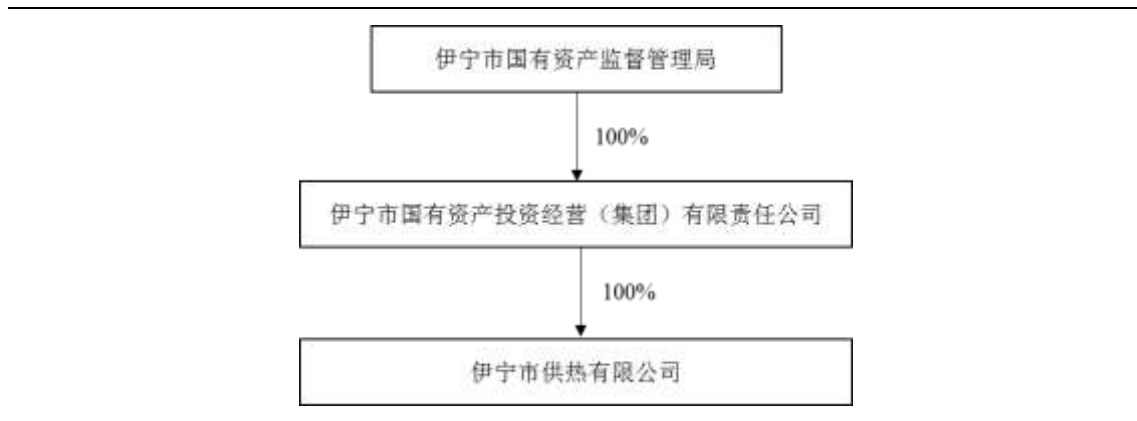 伊宁市国有资产监督管理局
100%
伊宁市国有资产投资经营（集团）有限责任公司
100%
伊宁市供热有限公司